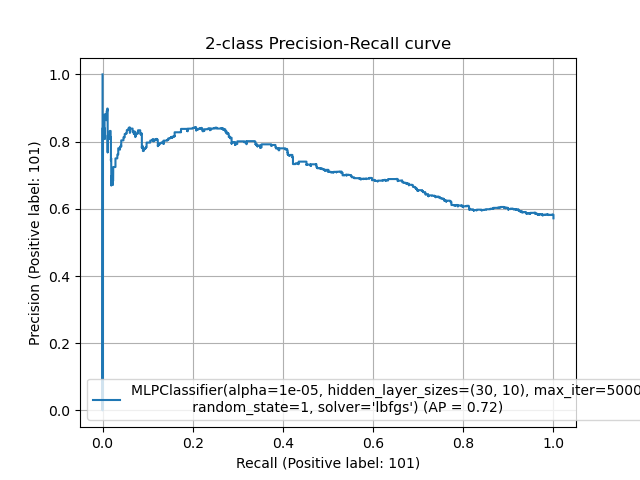 2-class Precision-Recall curve
1.0
0.8
0.6
0.4
0.2
0.0
Precision (Positive label: 101)
MLPClassifier(alpha=1e-05, hidden_layer_sizes=(30, 10), max_iter=5000
random_state=1, solver='lbfgs') (AP = 0.72)
0.0 0.2 0.4 0.6 0.8 1.0
Recall (Positive label: 101)